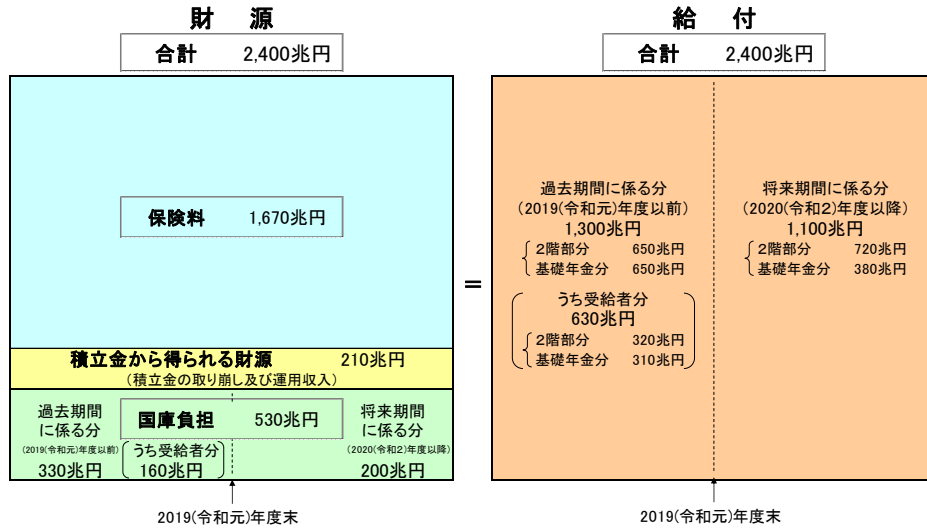 財　源
合計　2,400兆円
保険料　1,670兆円
積立金から得られる財源　210兆円
(積立金の取り崩し及び運用収入)
国庫負担　530兆円
過去期間
に係る分
(2019(令和元)年度以前)
330兆円
うち受給者分
160兆円
将来期間
に係る分
(2020(令和2)年度以降)
200兆円
2019(令和元)年度末
＝
給　付
合計　2,400兆円
過去期間に係る分
(2019(令和元)年度以前)
1,300兆円
2階部分　650兆円
基礎年金分　650兆円
うち受給者分
630兆円
2階部分　320兆円
基礎年金分　310兆円
将来期間に係る分
(2020(令和2)年度以降)
1,100兆円
2階部分　720兆円
基礎年金分　380兆円
2019(令和元)年度末